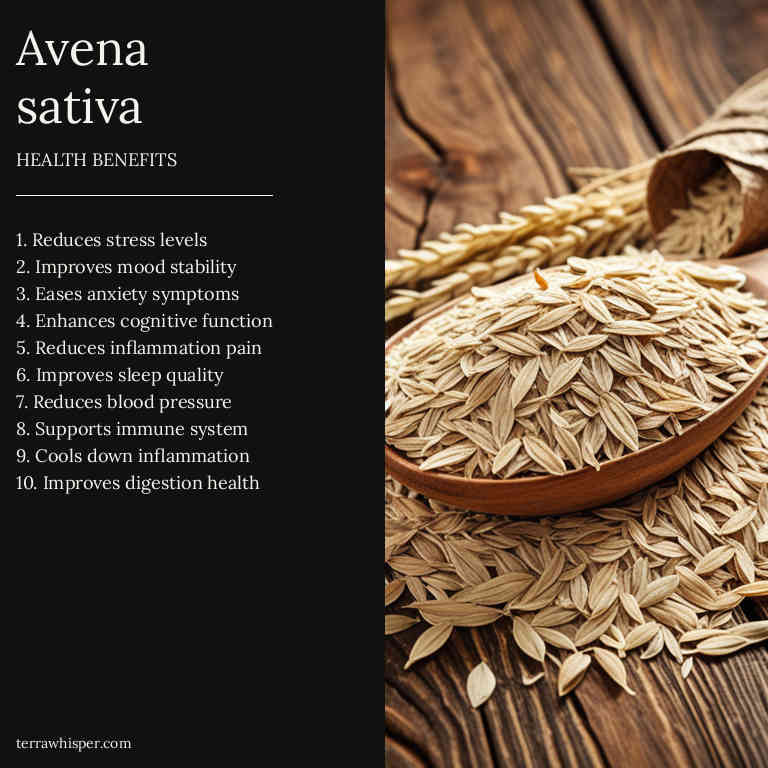 Avena
sativa
HEALTH BENEFITS
1. Reduces stress levels
2. Improves mood stability
3. Eases anxiety symptoms
4. Enhances cognitive function
5. Reduces inflammation pain
6. Improves sleep quality
7. Reduces blood pressure
8. Supports immune system
9. Cools down inflammation
10. Improves digestion health
terrawhisper.com